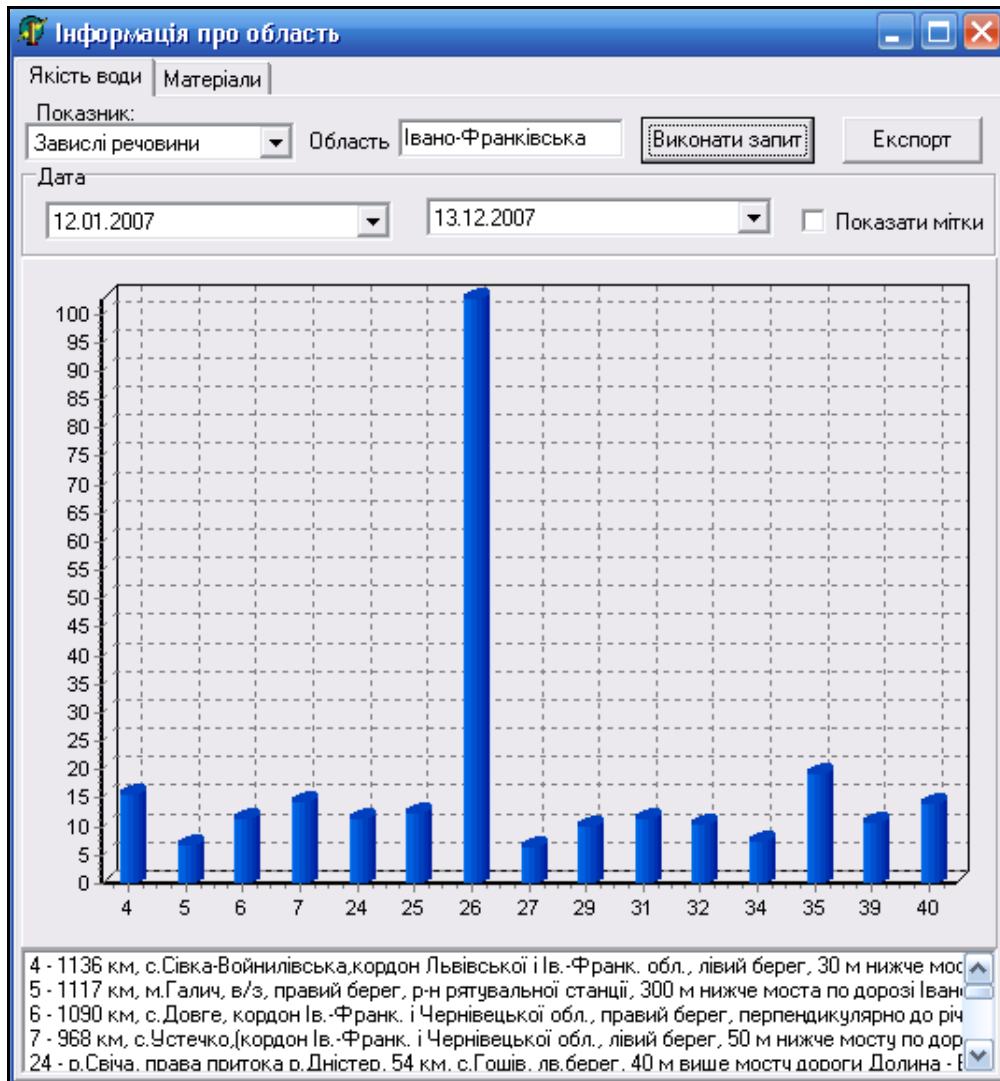 Інформація про область
Якість води Матеріали
Показник:
Завислі речовини Область Івано-Франківська Виконати запит Експорт
Дата
12.01.2007 13.12.2007 Показати мітки
100
95
90
85
80
75
70
65
60
55
50
45
40
35
30
25
20
15
10
5
0
4 5 6 7 24 25 26 27 29 31 32 34 35 39 40
4 - 1136 км, с.Сівка-Войнилівська,кордон Львівської і Ів.-Франк. обл., лівий берег, 30 м нижче мос
5 - 1117 км, м.Галич, в/з, правий берег, р-н рятувальної станції, 300 м нижче моста по дорозі Іван
6 - 1090 км, с.Довге, кордон Ів.-Франк. і Чернівецької обл., правий берег, перпендикулярно до річ
7 - 968 км, с.Устечко,(кордон Ів.-Франк. і Чернівецької обл., лівий берег, 50 м нижче мосту по дор
24 - р.Свіча, права притока р.Дністер, 54 км, с.Гошів, лв.берег, 40 м вище мосту дороги Долина -